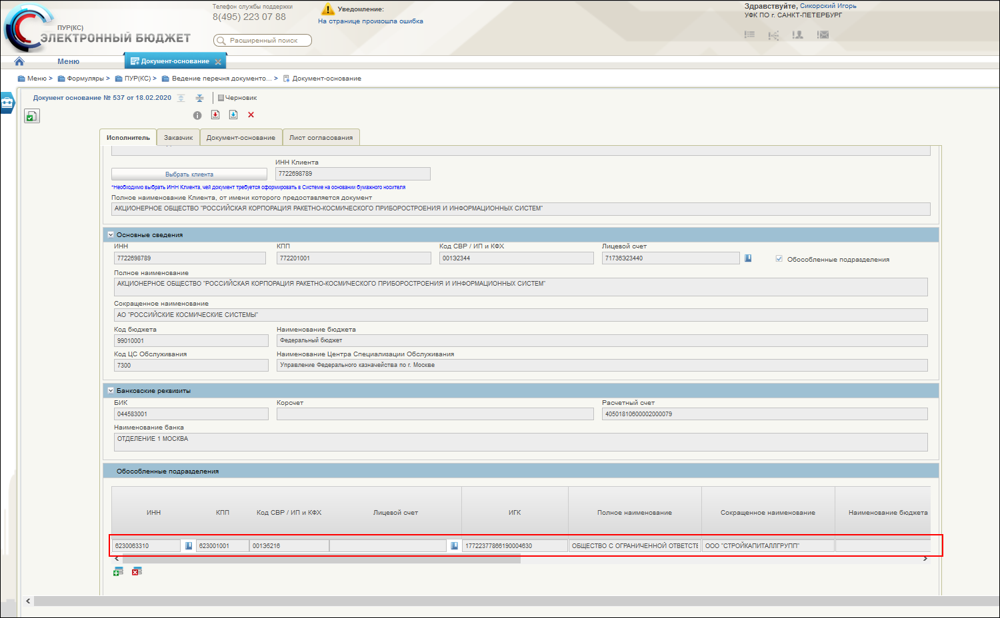 Телефон службы поддержки
8(495) 223 07 88
Уведомление:
На странице произошла ошибка
Здравствуйте, Сикорский Игорь
УФК ПО г. САНКТ-ПЕТЕРБУРГ
ПУР(КС)
ЭЛЕКТРОННЫЙ БЮДЖЕТ
Расширенный поиск
Меню
Документ-основание
Меню > Формуляры > ПУР(КС) > Ведение перечня документо... > Документ-основание
Документ основание № 537 от 18.02.2020
Черновик
Исполнитель Заказчик Документ-основание Лист согласования
ИНН Клиента
Выбрать клиента 7722698789
*Необходимо выбрать ИНН Клиента, чей документ требуется сформировать в Системе на основании бумажного носителя
Полное наименование Клиента, от имени которого предоставляется документ
АКЦИОНЕРНОЕ ОБЩЕСТВО "РОССИЙСКАЯ КОРПОРАЦИЯ РАКЕТНО-КОСМИЧЕСКОГО ПРИБОРОСТРОЕНИЯ И ИНФОРМАЦИОННЫХ СИСТЕМ"
Основные сведения
ИНН КПП Код СВР / ИП и КФХ Лицевой счет
7722698789 772201001 001Э2344 71736Э23440 Обособленные подразделения
Полное наименование
АКЦИОНЕРНОЕ ОБЩЕСТВО "РОССИЙСКАЯ КОРПОРАЦИЯ РАКЕТНО-КОСМИЧЕСКОГО ПРИБОРОСТРОЕНИЯ И ИНФОРМАЦИОННЫХ СИСТЕМ"
Сокращенное наименование
АО "РОССИЙСКИЕ КОСМИЧЕСКИЕ СИСТЕМЫ"
Код бюджета Наименование бюджета
99010001 Федеральный бюджет
Код ЦС Обслуживания Наименование Центра Специализации Обслуживания
7300 Управление Федерального казначейства по г. Москве
Банковские реквизиты
БИК Корсчет Расчетный счет
044583001 40501810600002000079
Наименование банка
ОТДЕЛЕНИЕ 1 МОСКВА
Обособленные подразделения
ИНН КПП Код СВР / ИП и КФХ Лицевой счет ИГК Полное наименование Сокращенное наименование Наименование бюджета
6230063310 623001001 001Э5216 17722377866190004630 ОБЩЕСТВО С ОГРАНИЧЕННОЙ ОТВЕТСТЕ ООО "СТРОЙКАПИТАЛЛГРУПП"